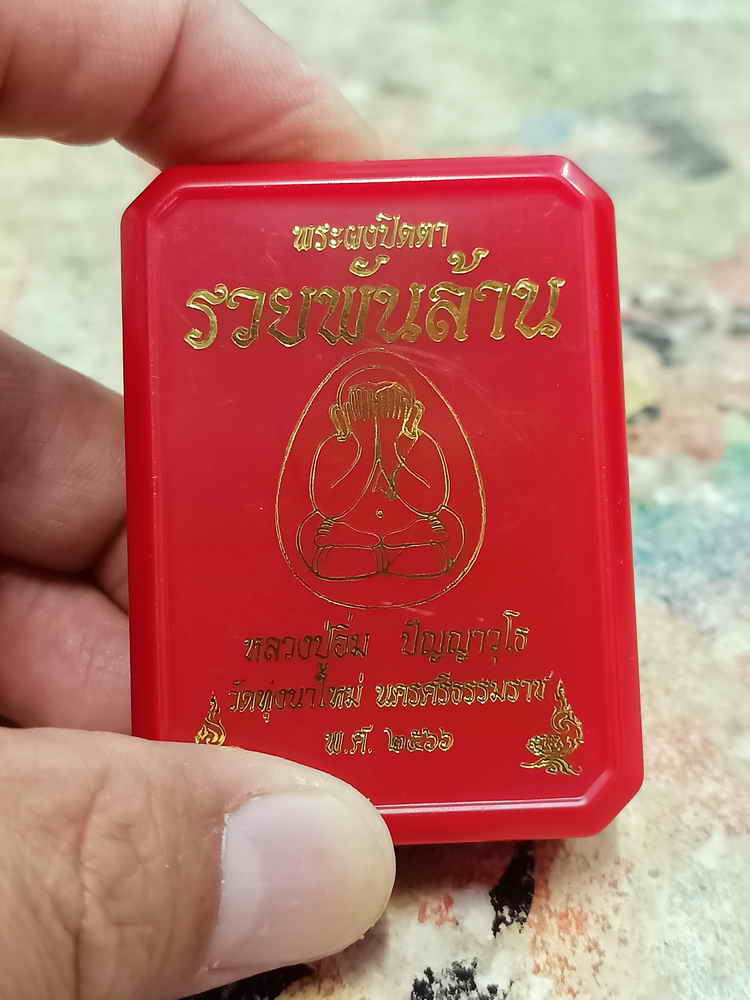 พระผงปิดตา
รวยพันล้าน
หลวงปู่อิ่ม ปัญญาวุโธ
วัดทุ่งนาใหม่ นครศรีธรรมราช
พ.ศ. ๒๕๖๖